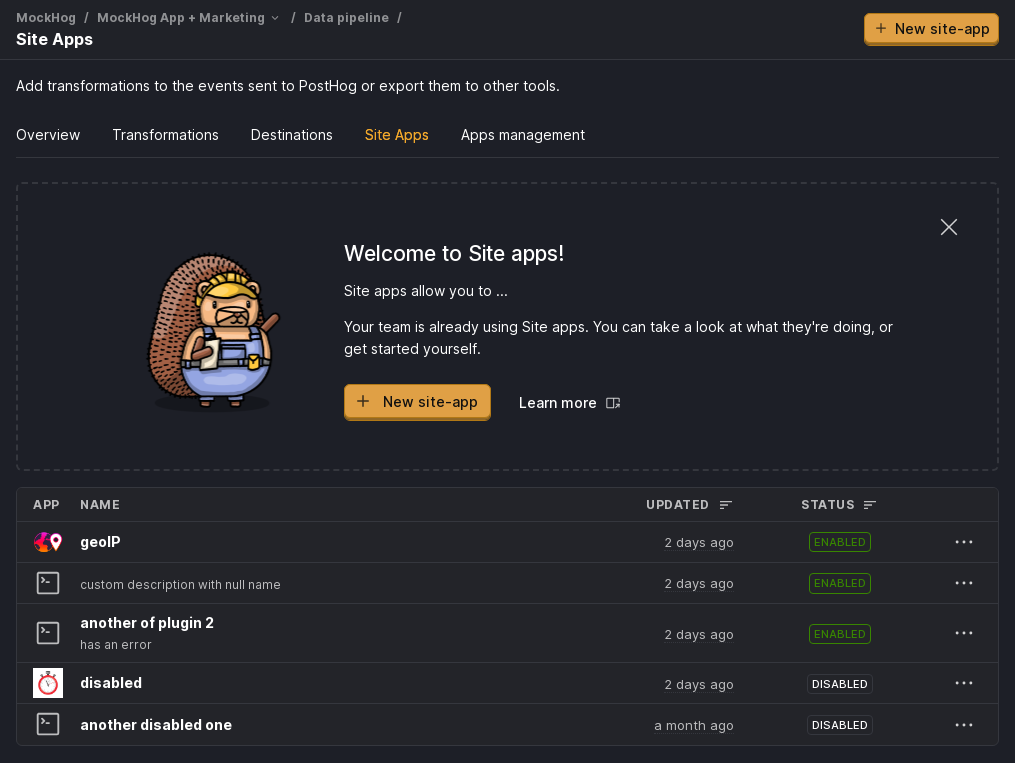 MockHog / MockHog App + Marketing / Data pipeline /
Site Apps
New site-app
Add transformations to the events sent to PostHog or export them to other tools.
Overview Transformations Destinations Site Apps Apps management
Welcome to Site apps!
Site apps allow you to ...
Your team is already using Site apps. You can take a look at what they're doing, or
get started yourself.
New site-app Learn more
APP NAME UPDATED STATUS
geoIP 2 days ago ENABLED
custom description with null name 2 days ago ENABLED
another of plugin 2
has an error 2 days ago ENABLED
disabled 2 days ago DISABLED
another disabled one a month ago DISABLED